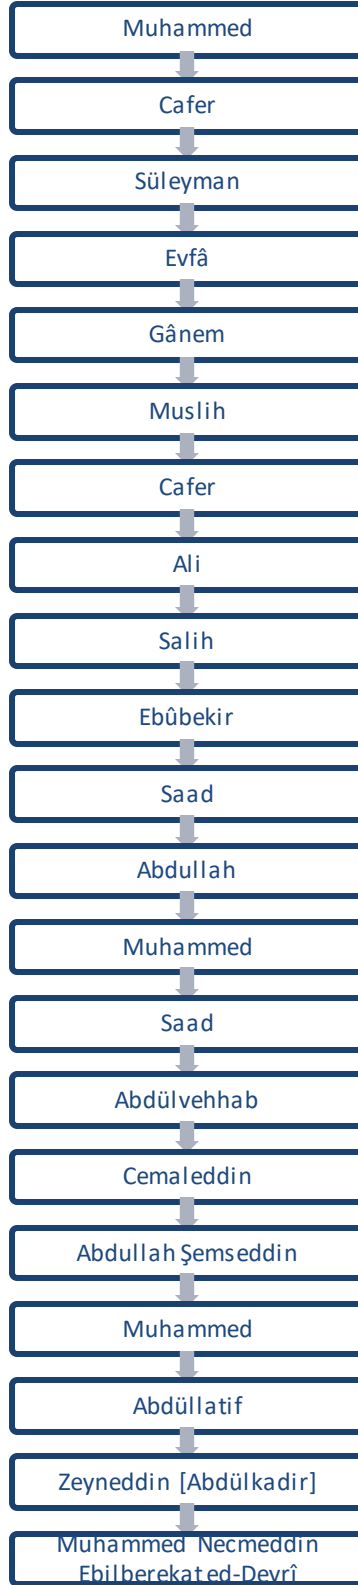 Muhammed
Cafer
Süleyman
Evfâ
Gânem
Muslih
Cafer
Ali
Salih
Ebûbekir
Saad
Abdullah
Muhammed
Saad
Abdülvehhab
Cemaleddin
Abdullah Şemseddin
Muhammed
Abdüllatif
Zeyneddin [Abdülkadir]
Muhammed Necmeddin
Ebilberekat ed-Devrî